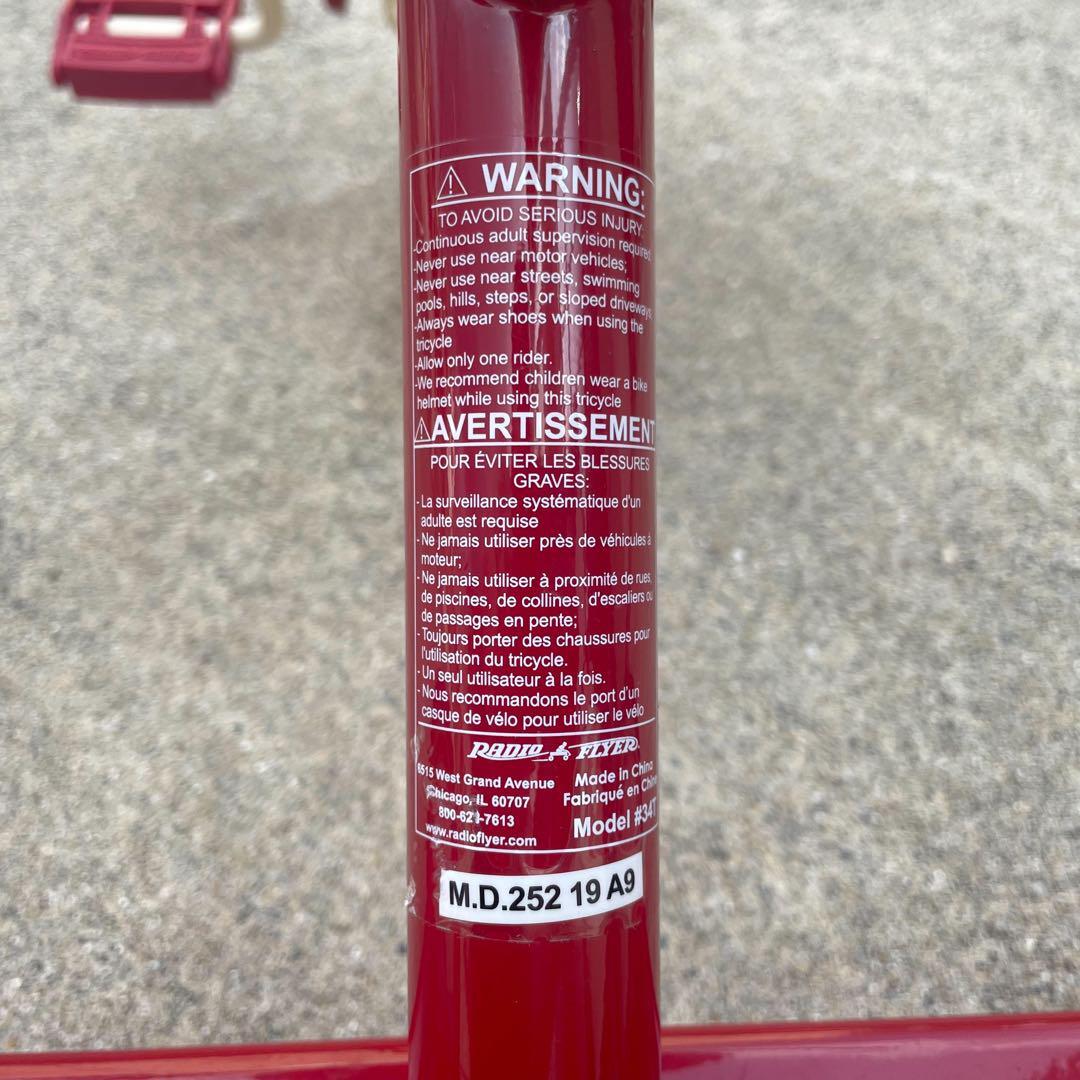 WARNING:
TO AVOID SERIOUS INJURY:
-Continuous adult supervision required
-Never use near motor vehicles;
-Never use near streets, swimming
pools, hills, steps, or sloped driveways;
-Always wear shoes when using the
tricycle
-Allow only one rider.
-We recommend children wear a bike
helmet while using this tricycle
AVERTISSEMENT
POUR ÉVITER LES BLESSURES
GRAVES:
- La surveillance systématique d'un
adulte est requise
- Ne jamais utiliser près de véhicules à
moteur;
- Ne jamais utiliser à proximité de rues,
de piscines, de collines, d'escaliers ou
de passages en pente;
- Toujours porter des chaussures pour
l'utilisation du tricycle.
- Un seul utilisateur à la fois.
- Nous recommandons le port d'un
casque de vélo pour utiliser le vélo
RADIO FLYER
6515 West Grand Avenue
Chicago, IL 60707
7613
www.radioflyer.com
Made in China
Fabriqué en Chine
Model #34T
M.D.252 19 A9